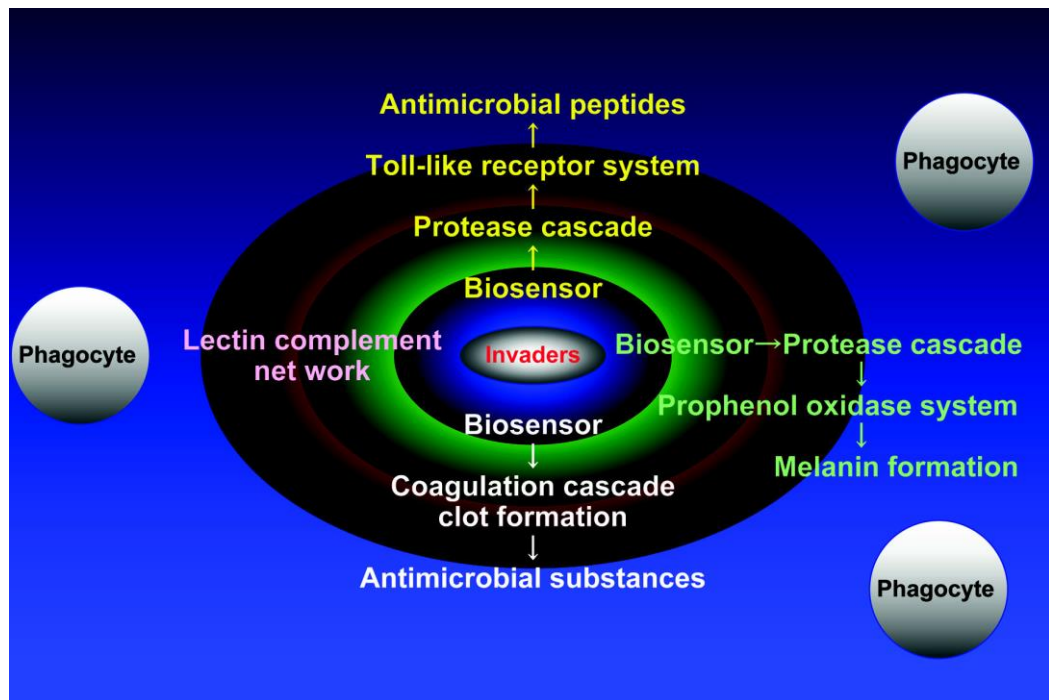 Antimicrobial peptides
↑
Toll-like receptor system
↑
Protease cascade
↑
Biosensor
Phagocyte
Phagocyte
Lectin complement
net work
Invaders
Biosensor→Protease cascade
↓
Prophenol oxidase system
↓
Melanin formation
Biosensor
↓
Coagulation cascade
clot formation
↓
Antimicrobial substances
Phagocyte